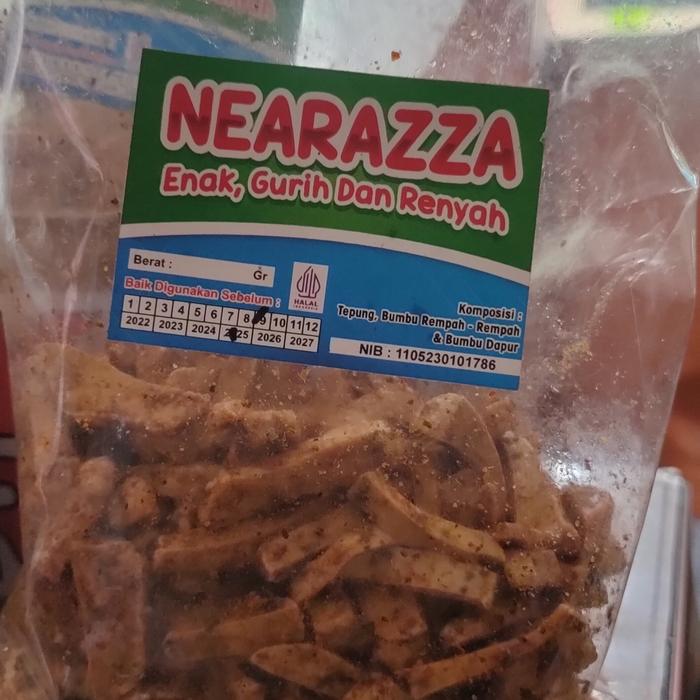 NEARAZZA
Enak, Gurih Dan Renyah
Berat : Gr
HALAL
INDONESIA
Baik Digunakan Sebelum :
1 2 3 4 5 6 7 8 9 10 11 12
2022 2023 2024 2025 2026 2027
Komposisi :
Tepung, Bumbu Rempah - Rempah
& Bumbu Dapur
NIB : 1105230101786